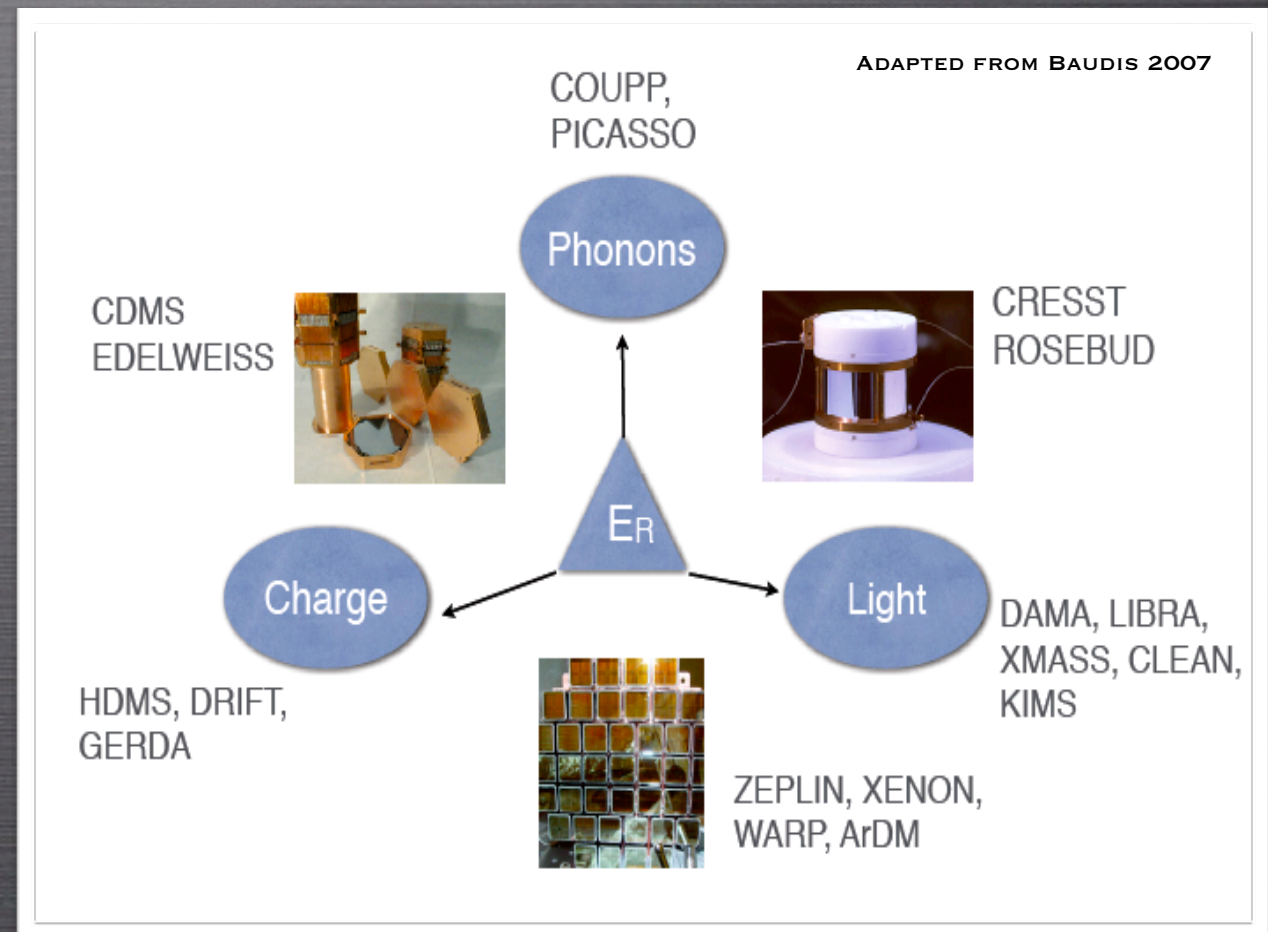 ADAPTED FROM BAUDIS 2007
COUPP,
PICASSO
Phonons
CDMS
EDELWEISS
CRESST
ROSEBUD
ER
Charge
Light
DAMA, LIBRA,
XMASS, CLEAN,
KIMS
HDMS, DRIFT,
GERDA
ZEPLIN, XENON,
WARP, ArDM